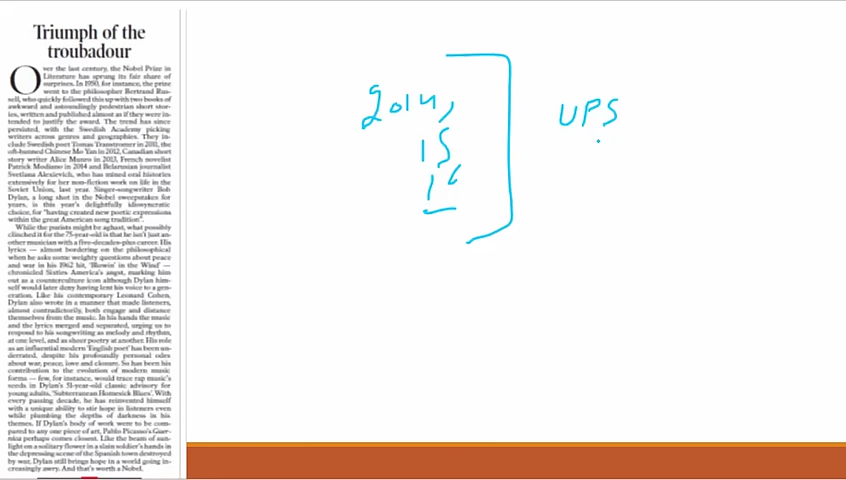 Triumph of the
troubadour
Over the last century, the Nobel Prize in
Literature has sprung its fair share of
surprises. In 1950, for instance, the prize
went to the philosopher Bertrand Rus-
sell, who quickly followed this up with two books of
awkward and astoundingly pedestrian short stor-
ies, written and published almost as if they were in-
tended to justify the award. The trend has since
persisted, with the Swedish Academy picking
writers across genres and geographies. They in-
clude Swedish poet Tomas Transtromer in 2011, the
oft-banned Chinese Mo Yan in 2012, Canadian short
story writer Alice Munro in 2013, French novelist
Patrick Modiano in 2014 and Belarusian journalist
Svetlana Alexievich, who has mined oral histories
extensively for her non-fiction work on life in the
Soviet Union, last year. Singer-songwriter Bob
Dylan, a long shot in the Nobel sweepstakes for
years, is this year's delightfully idiosyncratic
choice, for "having created new poetic expressions
within the great American song tradition".
While the purists might be aghast, what possibly
clinched it for the 75-year-old is that he isn't just an-
other musician with a five-decades-plus career. His
lyrics — almost bordering on the philosophical
when he asks some weighty questions about peace
and war in his 1962 hit, 'Blowin' in the Wind' —
chronicled Sixties America's angst, marking him
out as a counterculture icon although Dylan him-
self would later deny having lent his voice to a gen-
eration. Like his contemporary Leonard Cohen,
Dylan also wrote in a manner that made listeners,
almost contradictorily, both engage and distance
themselves from the music. In his hands the music
and the lyrics merged and separated, urging us to
respond to his songwriting as melody and rhythm,
at one level, and as sheer poetry at another. His role
as an influential modern 'English poet' has been un-
derrated, despite his profoundly personal odes
about war, peace, love and closure. So has been his
contribution to the evolution of modern music
forms — few, for instance, would trace rap music's
seeds in Dylan's 51-year-old classic advisory for
young adults, 'Subterranean Homesick Blues'. With
every passing decade, he has reinvented himself
with a unique ability to stir hope in listeners even
while plumbing the depths of darkness in his
themes. If Dylan's body of work were to be com-
pared to any one piece of art, Pablo Picasso's Guer-
nica perhaps comes closest. Like the beam of sun-
light on a solitary flower in a slain soldier's hands in
the depressing scene of the Spanish town destroyed
by war, Dylan still brings hope in a world going in-
creasingly awry. And that's worth a Nobel.
2014,
15
16
UPS